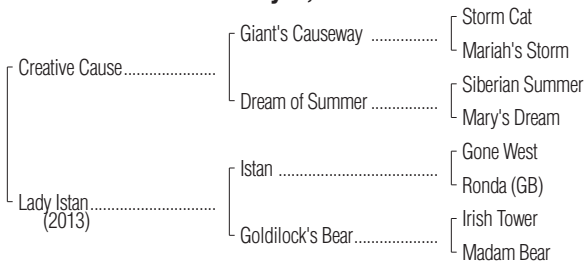 Storm Cat
Giant's Causeway ................
Mariah's Storm
Creative Cause......................
Siberian Summer
Dream of Summer ................
Mary's Dream
Gone West
Istan ......................................
Ronda (GB)
Lady Istan..............................
(2013)
Irish Tower
Goldilock's Bear....................
Madam Bear